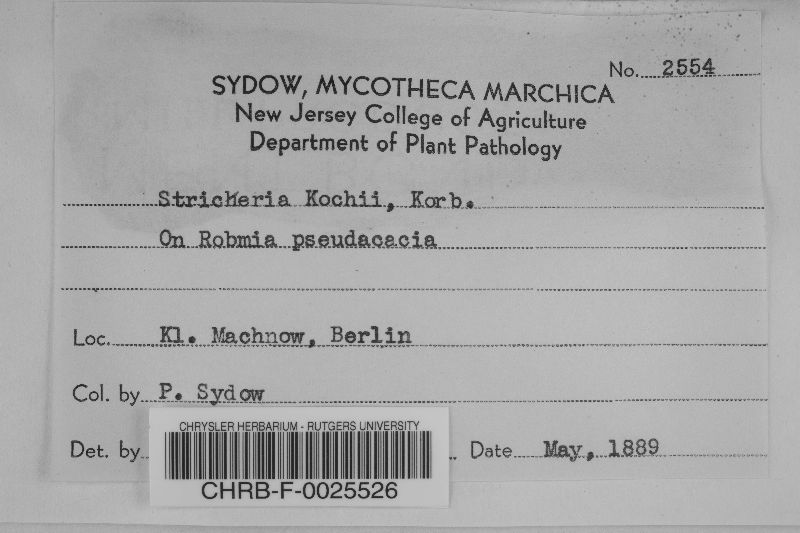 No. 2554
SYDOW, MYCOTHECA MARCHICA
New Jersey College of Agriculture
Department of Plant Pathology
Strickeria Kochii, Korb.
On Robmia pseudacacia
Loc. Kl. Machnow, Berlin
Col. by P. Sydow
Det. by Date May, 1889
CHRYSLER HERBARIUM - RUTGERS UNIVERSITY
CHRB-F-0025526